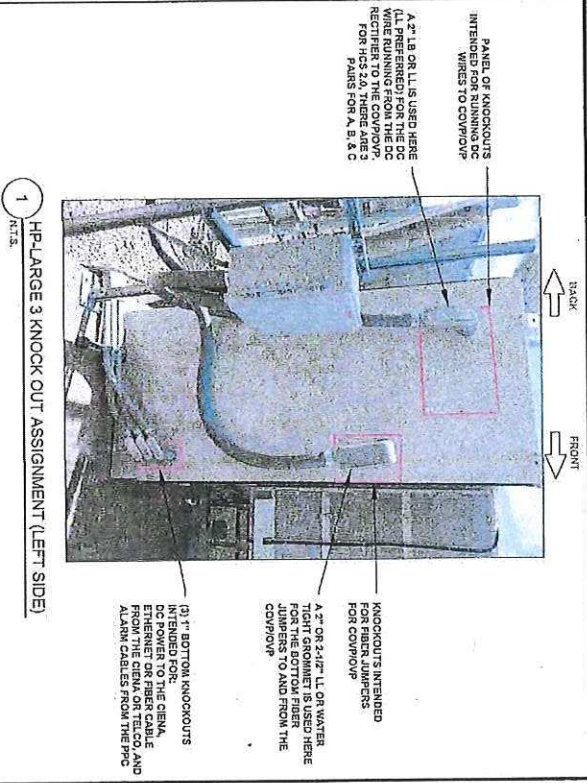 PANEL OF KNOCKOUTS
INTENDED FOR RUNNING DC
WIRES TO COVP/OVP
A 2" LB OR LL IS USED HERE
(LL PREFERRED) FOR THE DC
WIRE RUNNING FROM THE DC
RECTIFIER TO THE COVP/OVP.
FOR HCS 2.0, THERE ARE 3
PAIRS FOR A, B, & C
BACK
FRONT
KNOCKOUTS INTENDED
FOR FIBER JUMPERS
FOR COVP/OVP
A 2" OR 2-1/2" LL OR WATER
TIGHT GROMMET IS USED HERE
FOR THE BOTTOM FIBER
JUMPERS TO AND FROM THE
COVP/OVP
(3) 1" BOTTOM KNOCKOUTS
INTENDED FOR:
DC POWER TO THE CIENA,
ETHERNET OR FIBER CABLE
FROM THE CIENA OR TELCO, AND
ALARM CABLES FROM THE PPC
1
HP-LARGE 3 KNOCK OUT ASSIGNMENT (LEFT SIDE)
N.T.S.